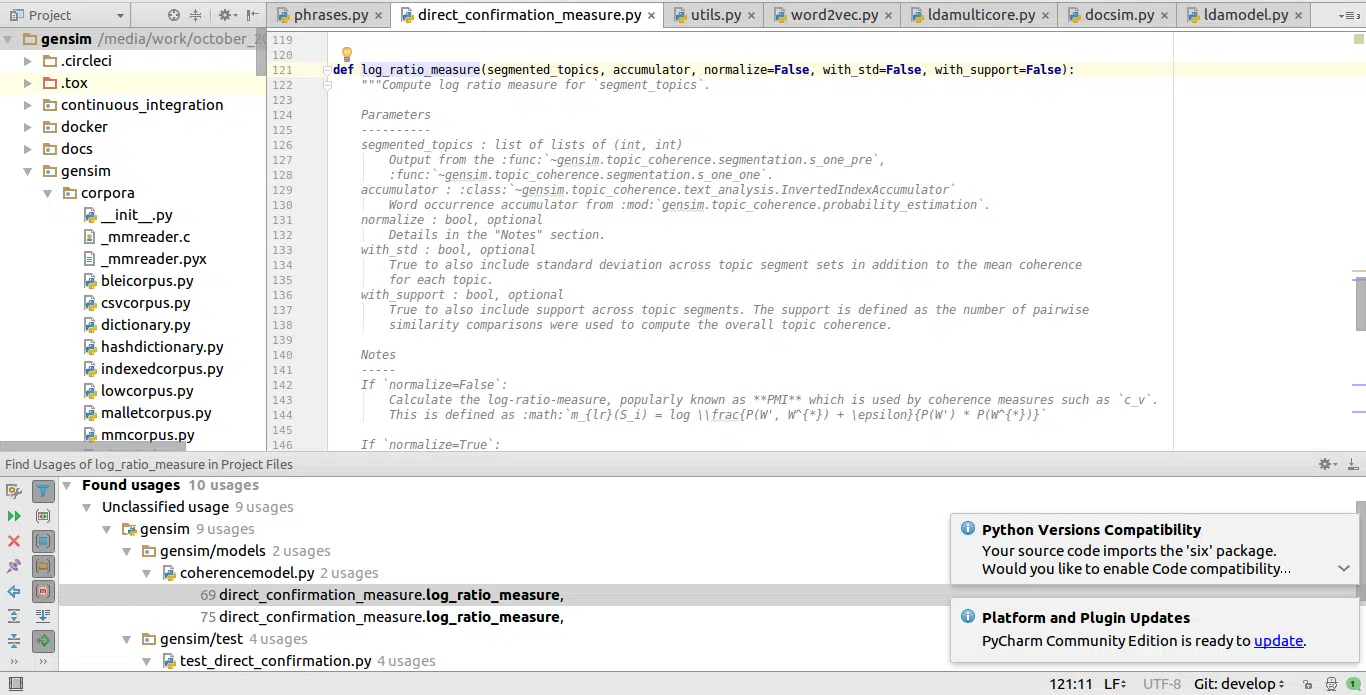 Project
phrases.py ×
direct_confirmation_measure.py ×
utils.py ×
word2vec.py ×
ldamulticore.py ×
docsim.py ×
ldamodel.py ×
gensim /media/work/october_2
.circleci
.tox
continuous_integration
docker
docs
gensim
corpora
__init__.py
_mmreader.c
_mmreader.pyx
bleicorpus.py
csvcorpus.py
dictionary.py
hashdictionary.py
indexedcorpus.py
lowcorpus.py
malletcorpus.py
mmcorpus.py
119
120
121 def log_ratio_measure(segmented_topics, accumulator, normalize=False, with_std=False, with_support=False):
122 """Compute log ratio measure for `segment_topics`.
123
124 Parameters
125 ----------
126 segmented_topics : list of lists of (int, int)
127 Output from the :func:`~gensim.topic_coherence.segmentation.s_one_pre`,
128 :func:`~gensim.topic_coherence.segmentation.s_one_one`.
129 accumulator : :class:`~gensim.topic_coherence.text_analysis.InvertedIndexAccumulator`
130 Word occurrence accumulator from :mod:`gensim.topic_coherence.probability_estimation`.
131 normalize : bool, optional
132 Details in the "Notes" section.
133 with_std : bool, optional
134 True to also include standard deviation across topic segment sets in addition to the mean coherence
135 for each topic.
136 with_support : bool, optional
137 True to also include support across topic segments. The support is defined as the number of pairwise
138 similarity comparisons were used to compute the overall topic coherence.
139
140 Notes
141 -----
142 If `normalize=False`:
143 Calculate the log-ratio-measure, popularly known as **PMI** which is used by coherence measures such as `c_v`.
144 This is defined as :math:`m_{lr}(S_i) = log \\frac{P(W', W^{*}) + \epsilon}{P(W') * P(W^{*})}`
145
146 If `normalize=True`:
Find Usages of log_ratio_measure in Project Files
Found usages 10 usages
Unclassified usage 9 usages
gensim 9 usages
gensim/models 2 usages
coherencemodel.py 2 usages
69 direct_confirmation_measure.log_ratio_measure,
75 direct_confirmation_measure.log_ratio_measure,
gensim/test 4 usages
test_direct_confirmation.py 4 usages
Python Versions Compatibility
Your source code imports the 'six' package.
Would you like to enable Code compatibility...
Platform and Plugin Updates
PyCharm Community Edition is ready to update.
121:11 LF UTF-8 Git: develop 1